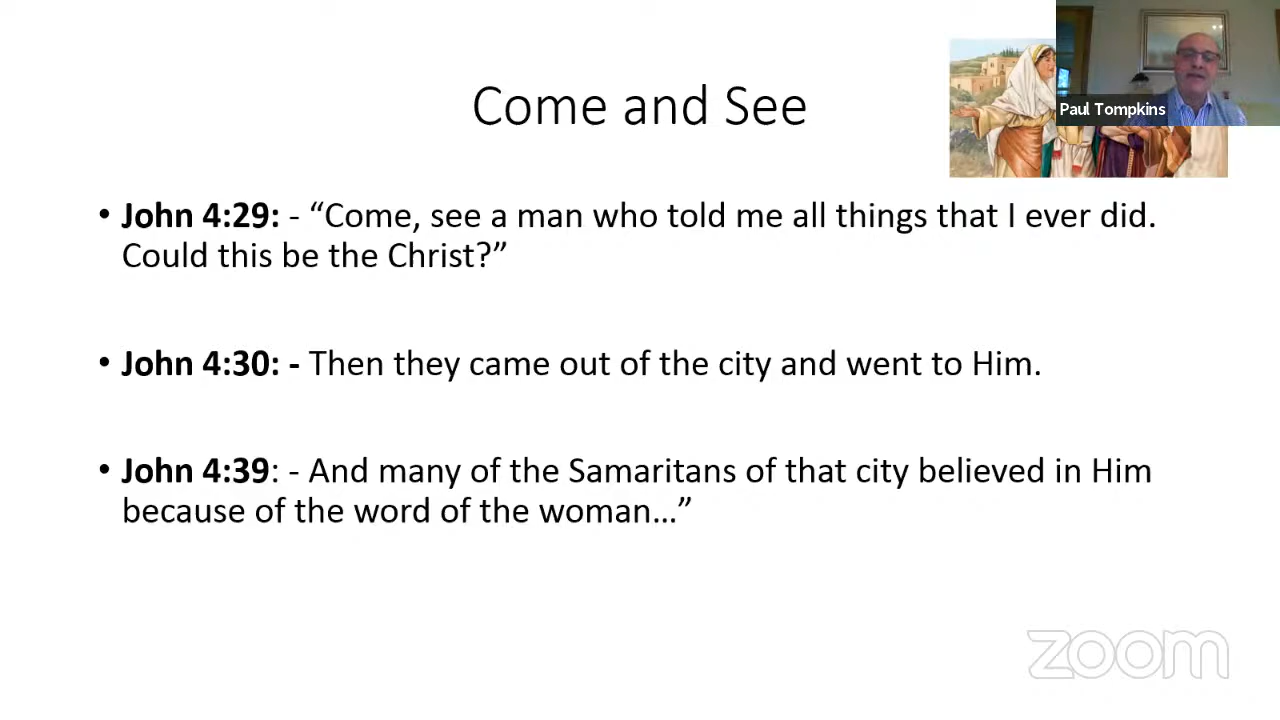 Come and See
Paul Tompkins
• John 4:29: - “Come, see a man who told me all things that I ever did.
Could this be the Christ?”
• John 4:30: - Then they came out of the city and went to Him.
• John 4:39: - And many of the Samaritans of that city believed in Him
because of the word of the woman…”
zoom